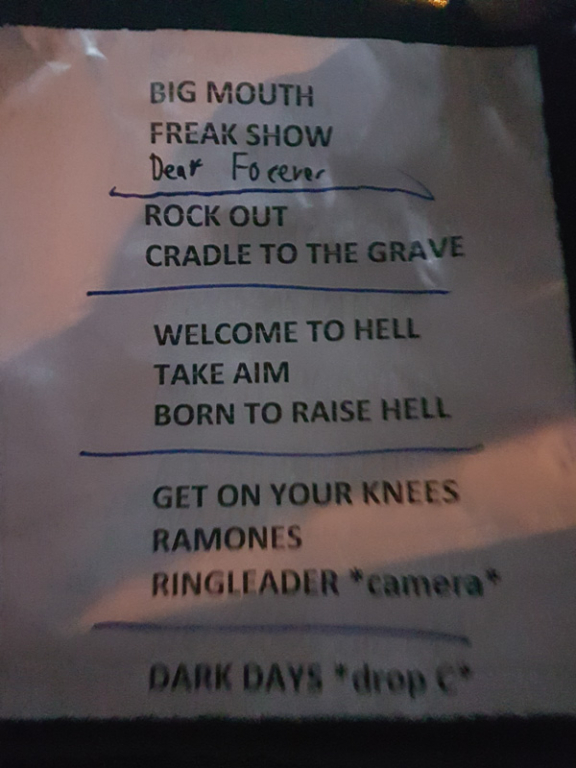 BIG MOUTH
FREAK SHOW
Dear Forever
ROCK OUT
CRADLE TO THE GRAVE
WELCOME TO HELL
TAKE AIM
BORN TO RAISE HELL
GET ON YOUR KNEES
RAMONES
RINGLEADER *camera*
DARK DAYS *drop C*